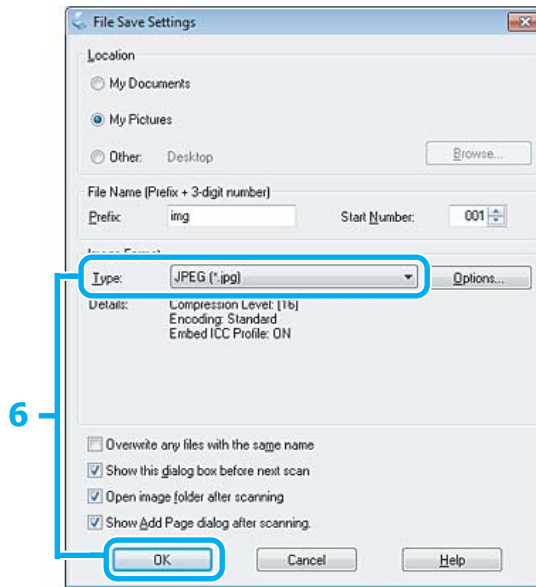 File Save Settings
Location
My Documents
My Pictures
Other: Desktop Browse...
File Name (Prefix + 3-digit number)
Prefix: img Start Number: 001
Image Format
Type: JPEG (*.jpg) Options...
Details: Compression Level: [16]
Encoding: Standard
Embed ICC Profile: ON
6
Overwrite any files with the same name
Show this dialog box before next scan
Open image folder after scanning
Show Add Page dialog after scanning.
OK Cancel Help